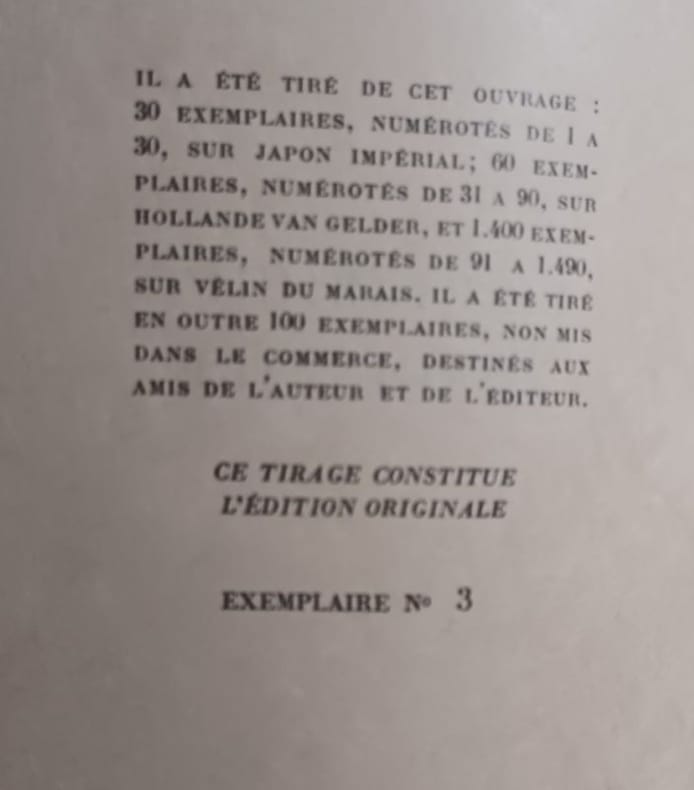 IL A ÉTÉ TIRÉ DE CET OUVRAGE :
30 EXEMPLAIRES, NUMÉROTÉS DE 1 A
30, SUR JAPON IMPÉRIAL; 60 EXEM-
PLAIRES, NUMÉROTÉS DE 31 A 90, SUR
HOLLANDE VAN GELDER, ET 1.400 EXEM-
PLAIRES, NUMÉROTÉS DE 91 A 1.490,
SUR VÉLIN DU MARAIS. IL A ÉTÉ TIRÉ
EN OUTRE 100 EXEMPLAIRES, NON MIS
DANS LE COMMERCE, DESTINÉS AUX
AMIS DE L'AUTEUR ET DE L'ÉDITEUR.
CE TIRAGE CONSTITUE
L'ÉDITION ORIGINALE
EXEMPLAIRE Nº 3